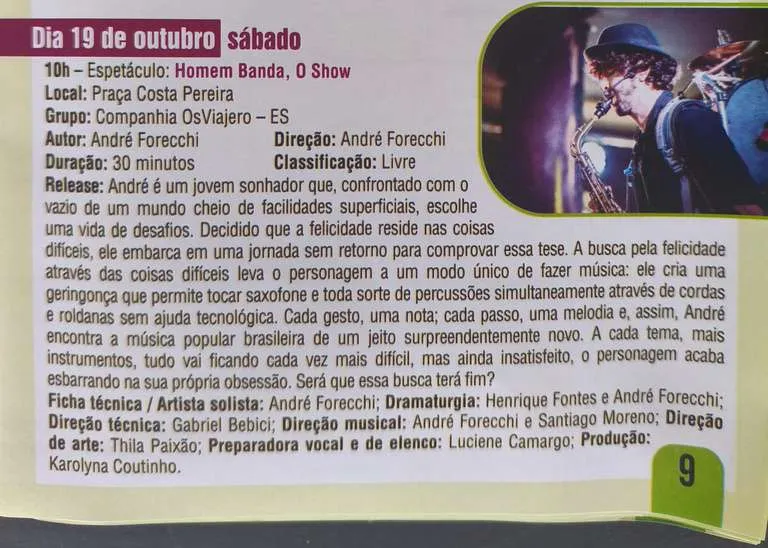 Dia 19 de outubro sábado
10h – Espetáculo: Homem Banda, O Show
Local: Praça Costa Pereira
Grupo: Companhia OsViajero – ES
Autor: André Forecchi Direção: André Forecchi
Duração: 30 minutos Classificação: Livre
Release: André é um jovem sonhador que, confrontado com o
vazio de um mundo cheio de facilidades superficiais, escolhe
uma vida de desafios. Decidido que a felicidade reside nas coisas
difíceis, ele embarca em uma jornada sem retorno para comprovar essa tese. A busca pela felicidade
através das coisas difíceis leva o personagem a um modo único de fazer música: ele cria uma
geringonça que permite tocar saxofone e toda sorte de percussões simultaneamente através de cordas
e roldanas sem ajuda tecnológica. Cada gesto, uma nota; cada passo, uma melodia e, assim, André
encontra a música popular brasileira de um jeito surpreendentemente novo. A cada tema, mais
instrumentos, tudo vai ficando cada vez mais difícil, mas ainda insatisfeito, o personagem acaba
esbarrando na sua própria obsessão. Será que essa busca terá fim?
Ficha técnica / Artista solista: André Forecchi; Dramaturgia: Henrique Fontes e André Forecchi;
Direção técnica: Gabriel Bebici; Direção musical: André Forecchi e Santiago Moreno; Direção
de arte: Thila Paixão; Preparadora vocal e de elenco: Luciene Camargo; Produção:
Karolyna Coutinho.
9